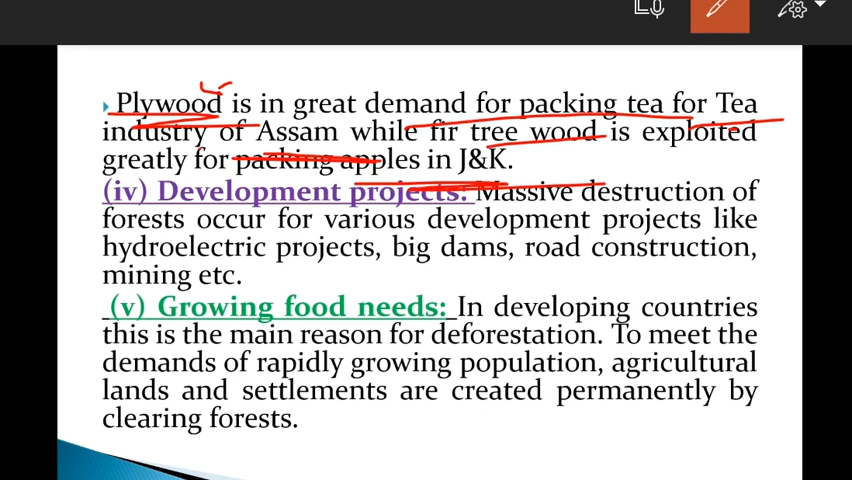 Plywood is in great demand for packing tea for Tea
industry of Assam while fir tree wood is exploited
greatly for packing apples in J&K.
(iv) Development projects: Massive destruction of
forests occur for various development projects like
hydroelectric projects, big dams, road construction,
mining etc.
(v) Growing food needs: In developing countries
this is the main reason for deforestation. To meet the
demands of rapidly growing population, agricultural
lands and settlements are created permanently by
clearing forests.